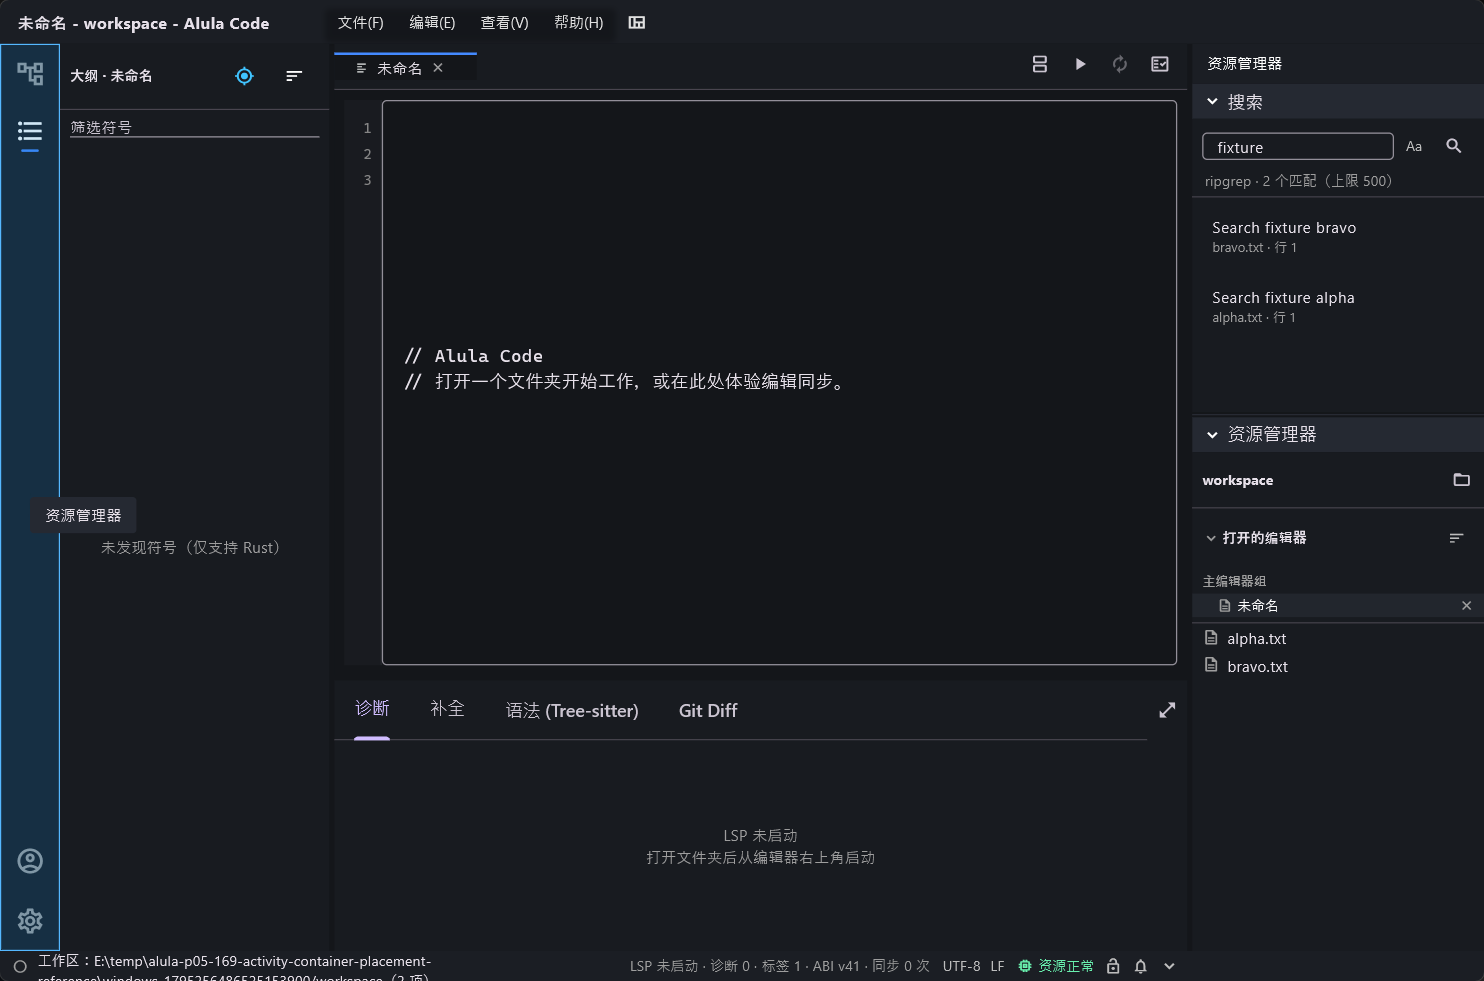 未命名 - workspace - Alula Code
文件(F) 编辑(E) 查看(V) 帮助(H)
大纲 · 未命名
筛选符号
未发现符号（仅支持 Rust）
资源管理器
未命名
1
2
3
// Alula Code
// 打开一个文件夹开始工作，或在此处体验编辑同步。
诊断 补全 语法 (Tree-sitter) Git Diff
LSP 未启动
打开文件夹后从编辑器右上角启动
资源管理器
搜索
fixture Aa
ripgrep · 2 个匹配（上限 500）
Search fixture bravo
bravo.txt · 行 1
Search fixture alpha
alpha.txt · 行 1
资源管理器
workspace
打开的编辑器
主编辑器组
未命名
alpha.txt
bravo.txt
工作区：E:\temp\alula-p05-169-activity-container-placement-
LSP 未启动 · 诊断 0 · 标签 1 · ABI v41 · 同步 0 次 UTF-8 LF 资源正常